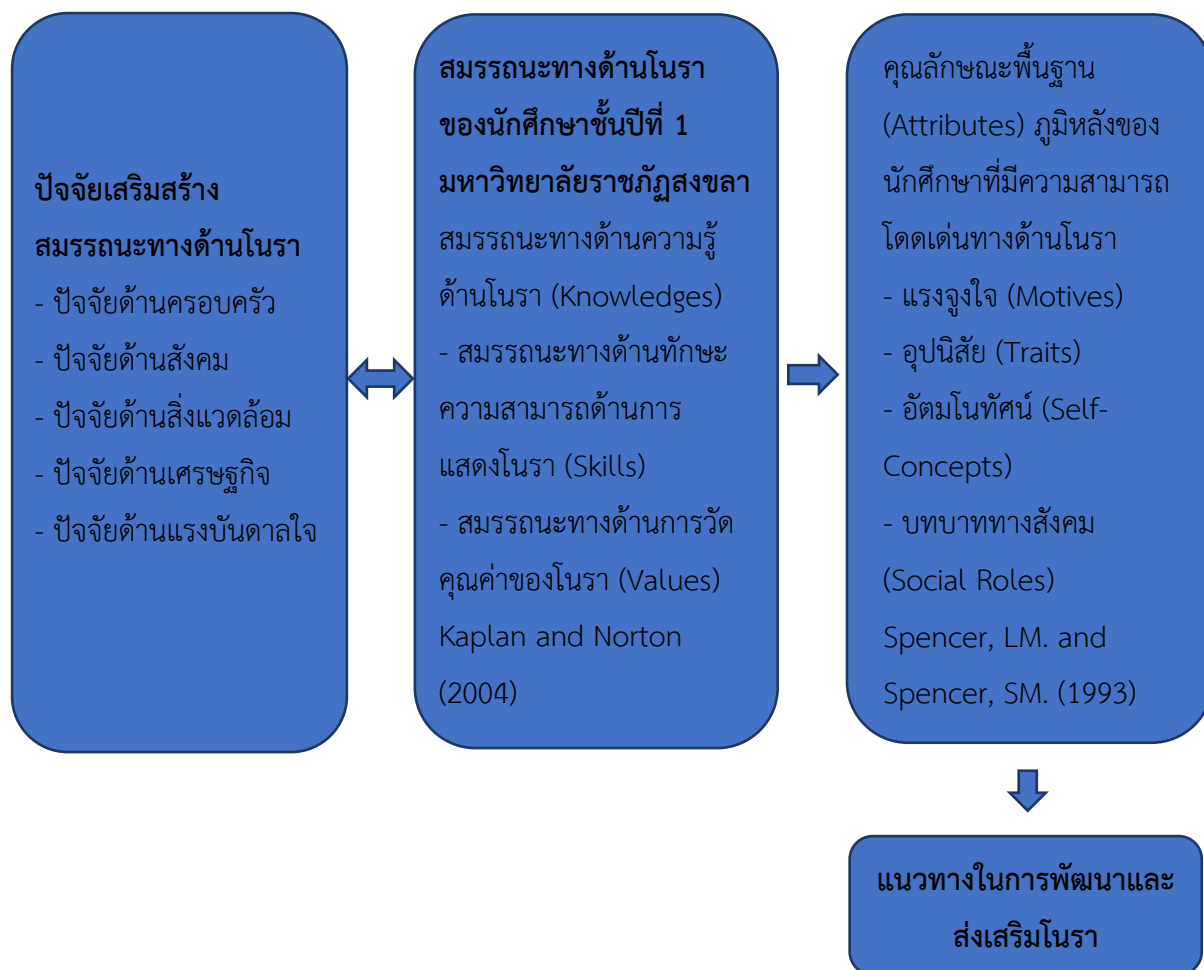 ปัจจัยเสริมสร้าง
สมรรถนะทางด้านโนรา
- ปัจจัยด้านครอบครัว
- ปัจจัยด้านสังคม
- ปัจจัยด้านสิ่งแวดล้อม
- ปัจจัยด้านเศรษฐกิจ
- ปัจจัยด้านแรงบันดาลใจ
สมรรถนะทางด้านโนรา
ของนักศึกษาชั้นปีที่ 1
มหาวิทยาลัยราชภัฏสงขลา
สมรรถนะทางด้านความรู้
ด้านโนรา (Knowledges)
- สมรรถนะทางด้านทักษะ
ความสามารถด้านการ
แสดงโนรา (Skills)
- สมรรถนะทางด้านการวัด
คุณค่าของโนรา (Values)
Kaplan and Norton
(2004)
คุณลักษณะพื้นฐาน
(Attributes) ภูมิหลังของ
นักศึกษาที่มีความสามารถ
โดดเด่นทางด้านโนรา
- แรงจูงใจ (Motives)
- อุปนิสัย (Traits)
- อัตมโนทัศน์ (Self-
Concepts)
- บทบาททางสังคม
(Social Roles)
Spencer, LM. and
Spencer, SM. (1993)
แนวทางในการพัฒนาและ
ส่งเสริมโนรา